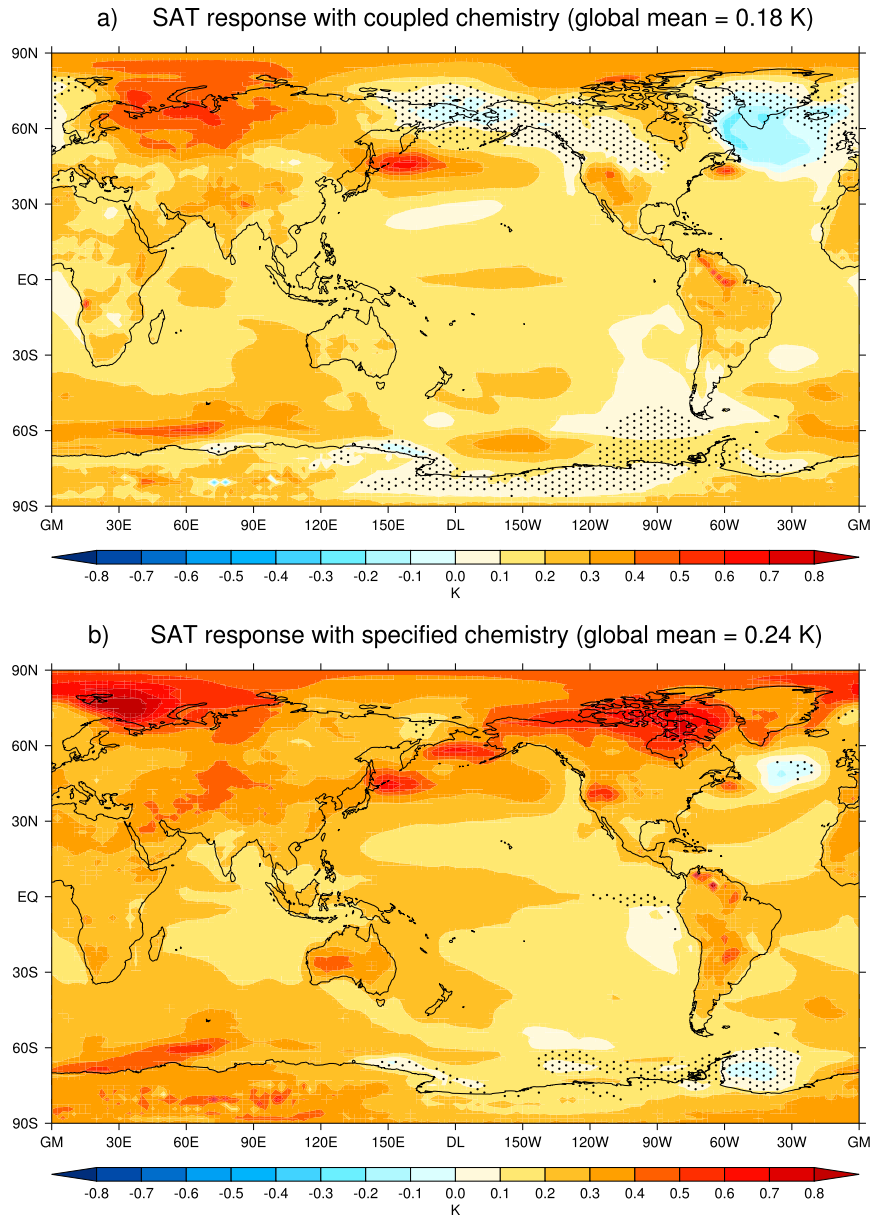 a) SAT response with coupled chemistry (global mean = 0.18 K)
90N
60N
30N
EQ
30S
60S
90S
GM 30E 60E 90E 120E 150E DL 150W 120W 90W 60W 30W GM
-0.8 -0.7 -0.6 -0.5 -0.4 -0.3 -0.2 -0.1 0.0 0.1 0.2 0.3 0.4 0.5 0.6 0.7 0.8
K
b) SAT response with specified chemistry (global mean = 0.24 K)
90N
60N
30N
EQ
30S
60S
90S
GM 30E 60E 90E 120E 150E DL 150W 120W 90W 60W 30W GM
-0.8 -0.7 -0.6 -0.5 -0.4 -0.3 -0.2 -0.1 0.0 0.1 0.2 0.3 0.4 0.5 0.6 0.7 0.8
K